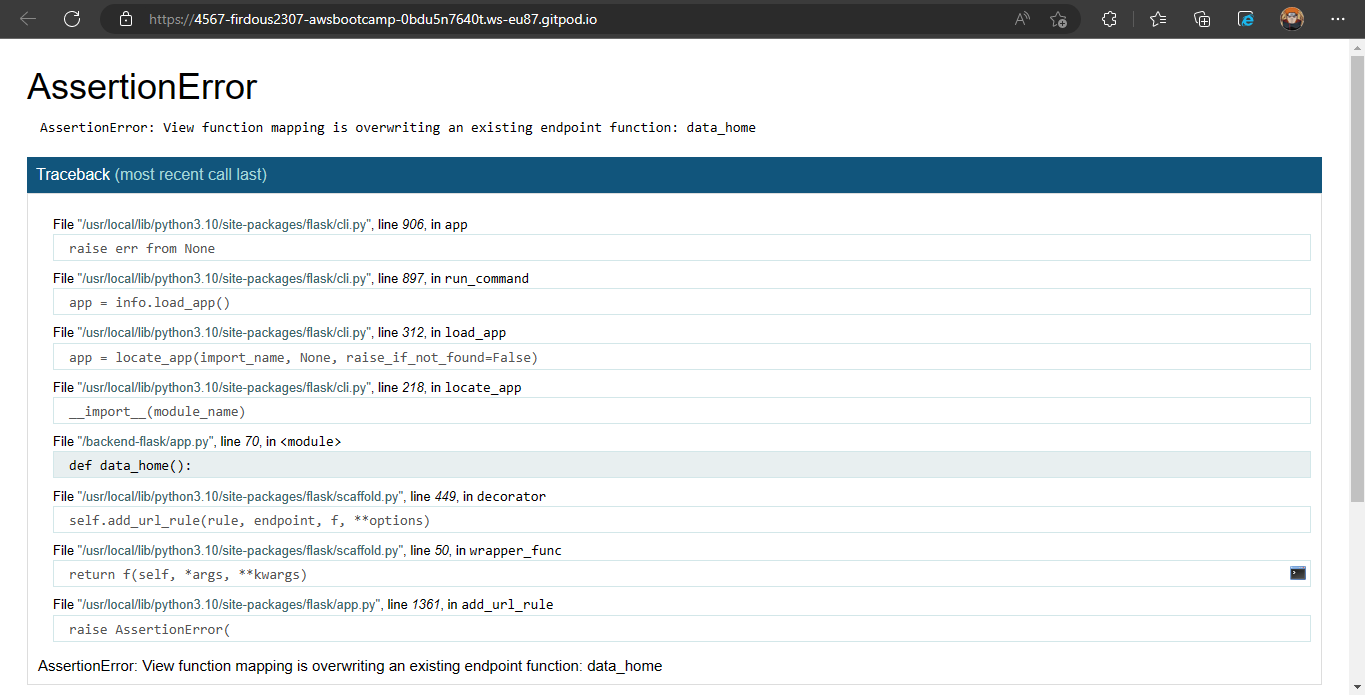 https://4567-firdous2307-awsbootcamp-0bdu5n7640t.ws-eu87.gitpod.io
AssertionError
AssertionError: View function mapping is overwriting an existing endpoint function: data_home
Traceback (most recent call last)
File "/usr/local/lib/python3.10/site-packages/flask/cli.py", line 906, in app
raise err from None
File "/usr/local/lib/python3.10/site-packages/flask/cli.py", line 897, in run_command
app = info.load_app()
File "/usr/local/lib/python3.10/site-packages/flask/cli.py", line 312, in load_app
app = locate_app(import_name, None, raise_if_not_found=False)
File "/usr/local/lib/python3.10/site-packages/flask/cli.py", line 218, in locate_app
__import__(module_name)
File "/backend-flask/app.py", line 70, in <module>
def data_home():
File "/usr/local/lib/python3.10/site-packages/flask/scaffold.py", line 449, in decorator
self.add_url_rule(rule, endpoint, f, **options)
File "/usr/local/lib/python3.10/site-packages/flask/scaffold.py", line 50, in wrapper_func
return f(self, *args, **kwargs)
File "/usr/local/lib/python3.10/site-packages/flask/app.py", line 1361, in add_url_rule
raise AssertionError(
AssertionError: View function mapping is overwriting an existing endpoint function: data_home